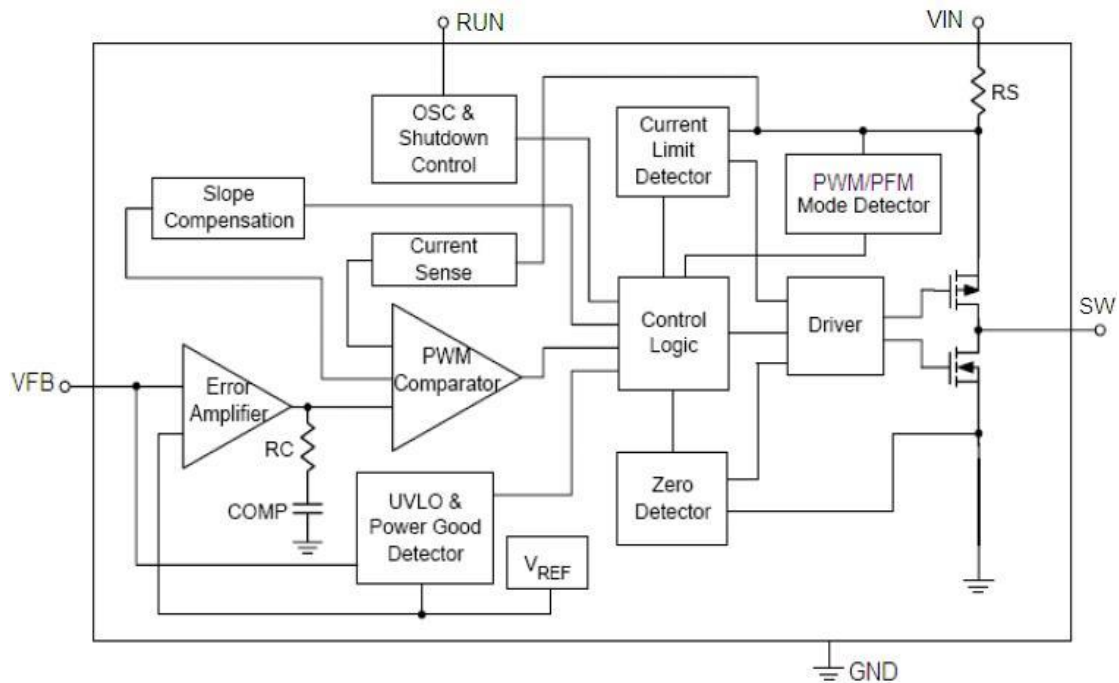 RUN
VIN
RS
OSC &
Shutdown
Control
Current
Limit
Detector
PWM/PFM
Mode Detector
Slope
Compensation
Current
Sense
SW
Control
Logic
Driver
PWM
Comparator
VFB
Error
Amplifier
RC
COMP
UVLO &
Power Good
Detector
Zero
Detector
VREF
GND